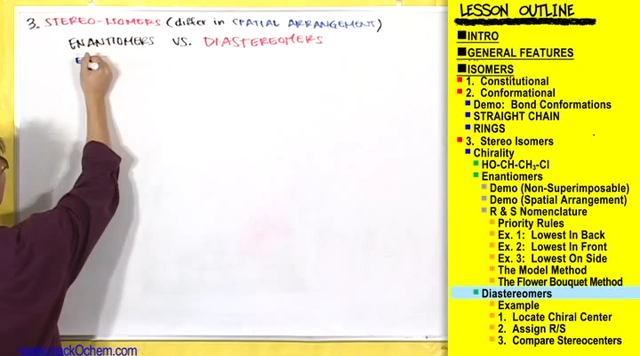 3. STEREO-ISOMERS (differ in SPATIAL ARRANGEMENT)
ENANTIOMERS VS. DIASTEREOMERS
LESSON OUTLINE
INTRO
GENERAL FEATURES
ISOMERS
1. Constitutional
2. Conformational
Demo: Bond Conformations
STRAIGHT CHAIN
RINGS
3. Stereo Isomers
Chirality
HO-CH-CH₃-Cl
Enantiomers
Demo (Non-Superimposable)
Demo (Spatial Arrangement)
R & S Nomenclature
Priority Rules
Ex. 1: Lowest In Back
Ex. 2: Lowest In Front
Ex. 3: Lowest On Side
The Model Method
The Flower Bouquet Method
Diastereomers
Example
1. Locate Chiral Center
2. Assign R/S
3. Compare Stereocenters